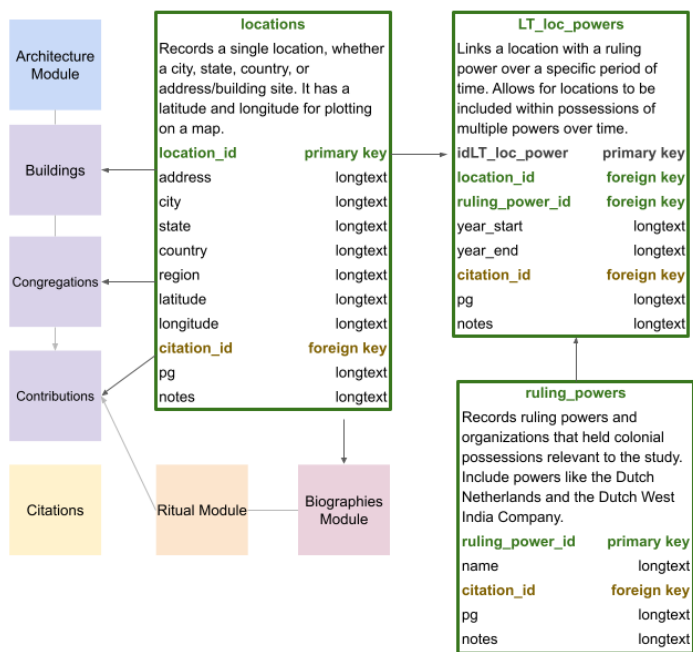 Architecture
Module
Buildings
Congregations
Contributions
Citations
Ritual Module
Biographies
Module
locations
Records a single location, whether
a city, state, country, or
address/building site. It has a
latitude and longitude for plotting
on a map.
location_id primary key
address longtext
city longtext
state longtext
country longtext
region longtext
latitude longtext
longitude longtext
citation_id foreign key
pg longtext
notes longtext
LT_loc_powers
Links a location with a ruling
power over a specific period of
time. Allows for locations to be
included within possessions of
multiple powers over time.
idLT_loc_power primary key
location_id foreign key
ruling_power_id foreign key
year_start longtext
year_end longtext
citation_id foreign key
pg longtext
notes longtext
ruling_powers
Records ruling powers and
organizations that held colonial
possessions relevant to the study.
Include powers like the Dutch
Netherlands and the Dutch West
India Company.
ruling_power_id primary key
name longtext
citation_id foreign key
pg longtext
notes longtext